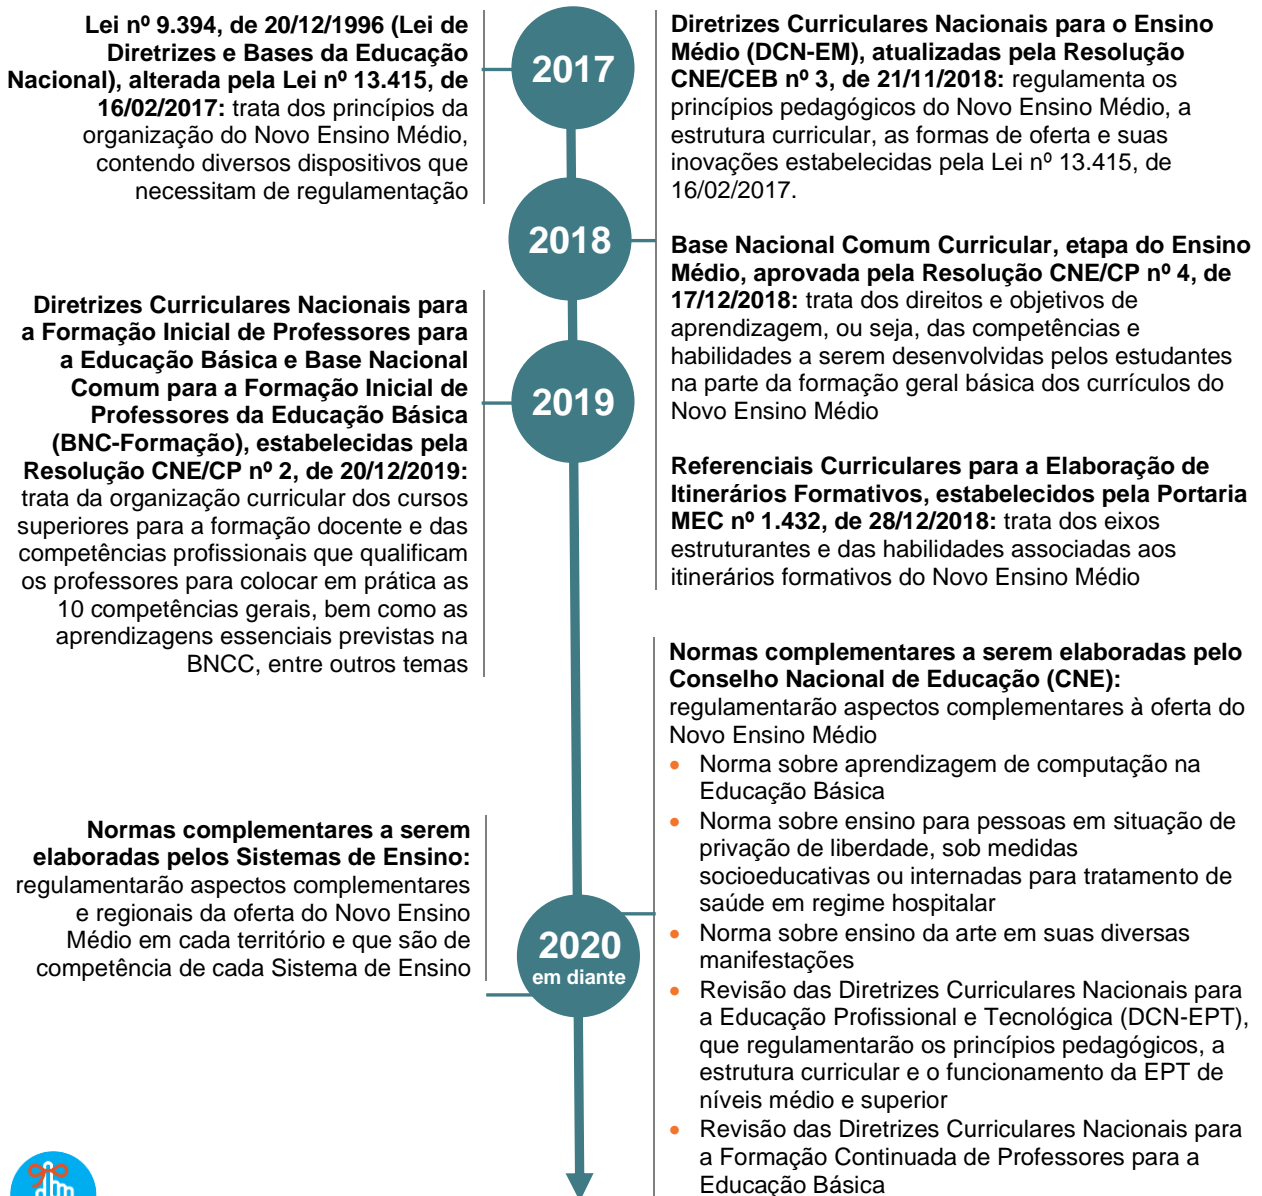 Lei nº 9.394, de 20/12/1996 (Lei de
Diretrizes e Bases da Educação
Nacional), alterada pela Lei nº 13.415, de
16/02/2017: trata dos princípios da
organização do Novo Ensino Médio,
contendo diversos dispositivos que
necessitam de regulamentação
2017
Diretrizes Curriculares Nacionais para o Ensino
Médio (DCN-EM), atualizadas pela Resolução
CNE/CEB nº 3, de 21/11/2018: regulamenta os
princípios pedagógicos do Novo Ensino Médio, a
estrutura curricular, as formas de oferta e suas
inovações estabelecidas pela Lei nº 13.415, de
16/02/2017.
2018
Base Nacional Comum Curricular, etapa do Ensino
Médio, aprovada pela Resolução CNE/CP nº 4, de
17/12/2018: trata dos direitos e objetivos de
aprendizagem, ou seja, das competências e
habilidades a serem desenvolvidas pelos estudantes
na parte da formação geral básica dos currículos do
Novo Ensino Médio
Referenciais Curriculares para a Elaboração de
Itinerários Formativos, estabelecidos pela Portaria
MEC nº 1.432, de 28/12/2018: trata dos eixos
estruturantes e das habilidades associadas aos
itinerários formativos do Novo Ensino Médio
Diretrizes Curriculares Nacionais para
a Formação Inicial de Professores para
a Educação Básica e Base Nacional
Comum para a Formação Inicial de
Professores da Educação Básica
(BNC-Formação), estabelecidas pela
Resolução CNE/CP nº 2, de 20/12/2019:
trata da organização curricular dos cursos
superiores para a formação docente e das
competências profissionais que qualificam
os professores para colocar em prática as
10 competências gerais, bem como as
aprendizagens essenciais previstas na
BNCC, entre outros temas
2019
Normas complementares a serem elaboradas pelo
Conselho Nacional de Educação (CNE):
regulamentarão aspectos complementares à oferta do
Novo Ensino Médio
• Norma sobre aprendizagem de computação na
Educação Básica
• Norma sobre ensino para pessoas em situação de
privação de liberdade, sob medidas
socioeducativas ou internadas para tratamento de
saúde em regime hospitalar
• Norma sobre ensino da arte em suas diversas
manifestações
• Revisão das Diretrizes Curriculares Nacionais para
a Educação Profissional e Tecnológica (DCN-EPT),
que regulamentarão os princípios pedagógicos, a
estrutura curricular e o funcionamento da EPT de
níveis médio e superior
• Revisão das Diretrizes Curriculares Nacionais para
a Formação Continuada de Professores para a
Educação Básica
Normas complementares a serem
elaboradas pelos Sistemas de Ensino:
regulamentarão aspectos complementares
e regionais da oferta do Novo Ensino
Médio em cada território e que são de
competência de cada Sistema de Ensino
2020
em diante